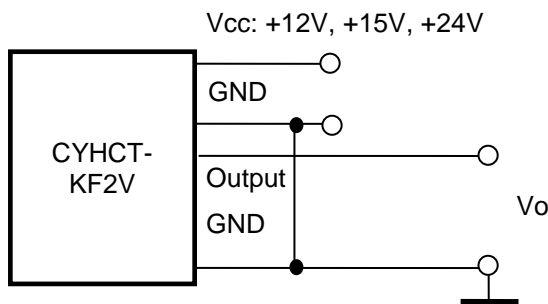 Vcc: +12V, +15V, +24V
GND
CYHCT-
KF2V
Output
Vo
GND